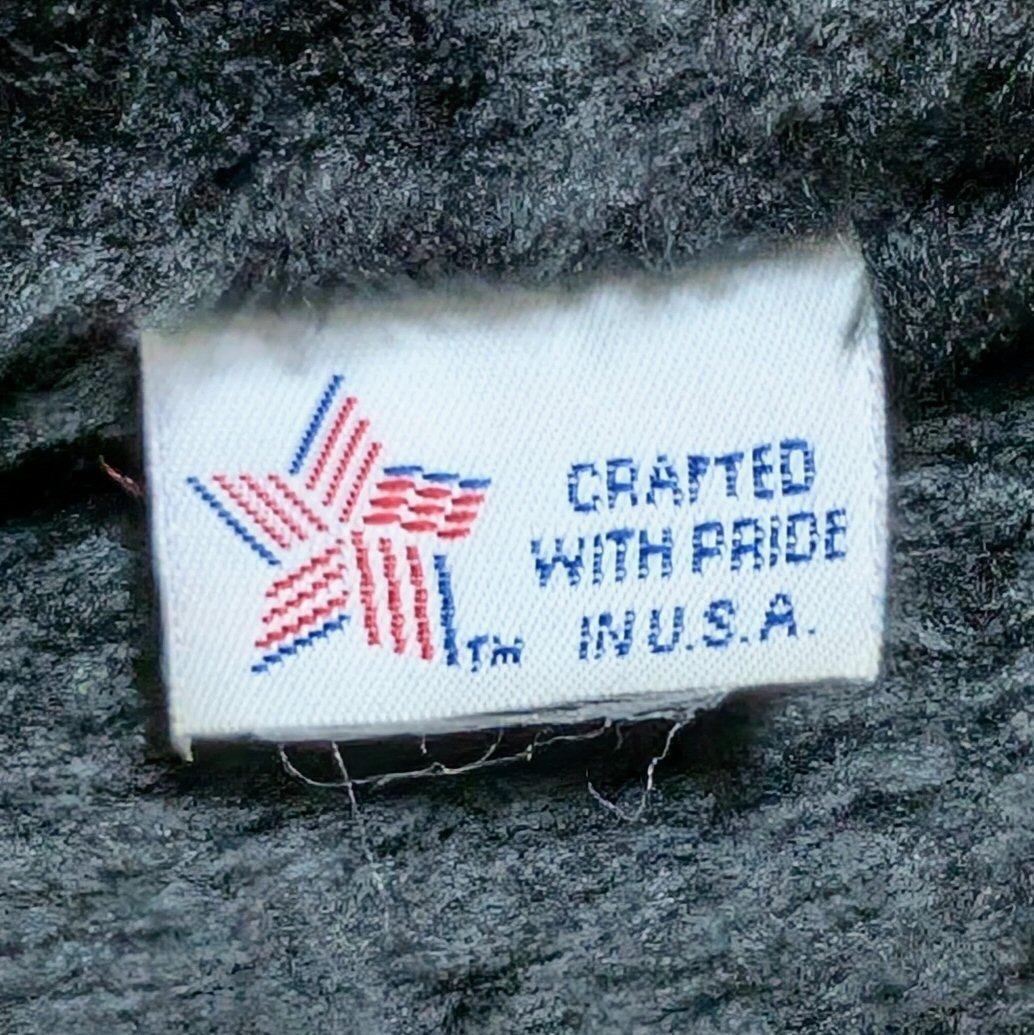 CRAFTED
WITH PRIDE
IN U.S.A.
TM